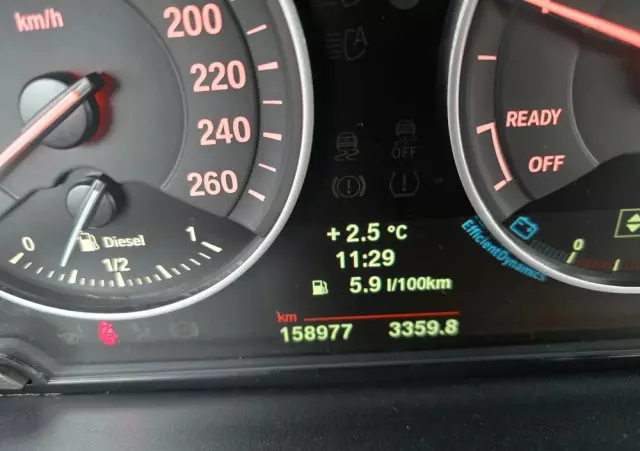 km/h
200
220
240
260
READY
OFF
OFF
0
Diesel
1
1/2
+ 2.5 °C
11:29
5.9 l/100km
EfficientDynamics
0
km
158977 3359.8